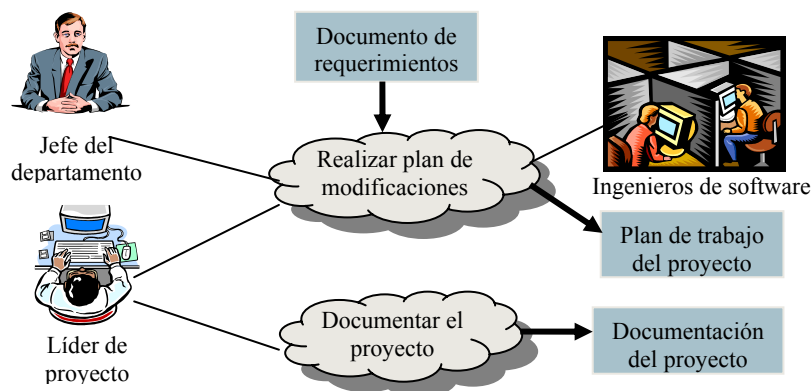 Documento de
requerimientos
Jefe del
departamento
Realizar plan de
modificaciones
Ingenieros de software
Plan de trabajo
del proyecto
Líder de
proyecto
Documentar el
proyecto
Documentación
del proyecto